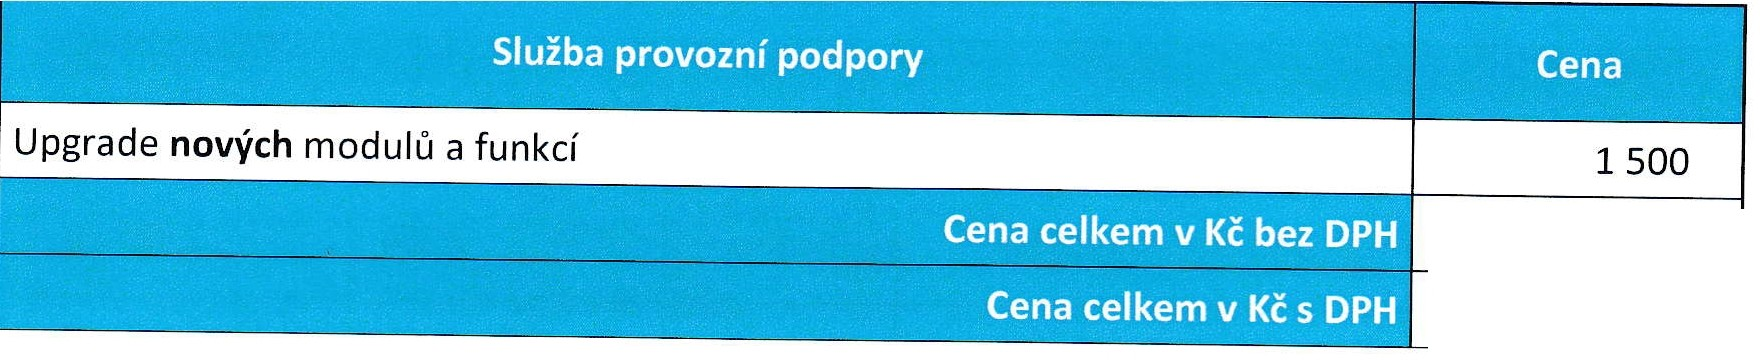 Služba provozní podpory Cena
Upgrade nových modulů a funkcí 1 500
Cena celkem v Kč bez DPH
Cena celkem v Kč s DPH